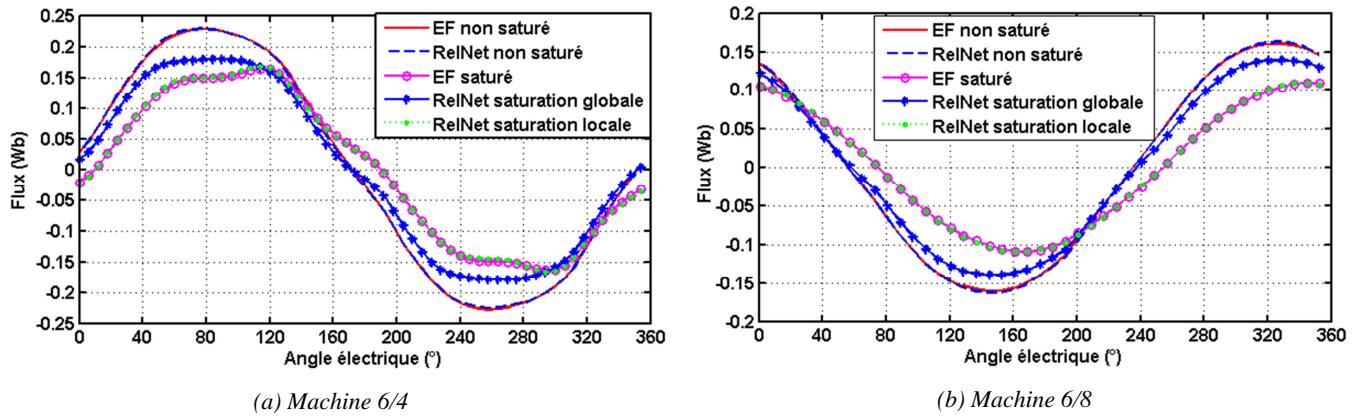 0.25
0.2
0.15
0.1
0.05
0
-0.05
-0.1
-0.15
-0.2
-0.25
Flux (Wb)
0 40 80 120 160 200 240 280 320 360
Angle électrique (°)
EF non saturé
RelNet non saturé
EF saturé
RelNet saturation globale
RelNet saturation locale
(a) Machine 6/4
0.2
0.15
0.1
0.05
0
-0.05
-0.1
-0.15
-0.2
Flux (Wb)
0 40 80 120 160 200 240 280 320 360
Angle électrique (°)
EF non saturé
RelNet non saturé
EF saturé
RelNet saturation globale
RelNet saturation locale
(b) Machine 6/8